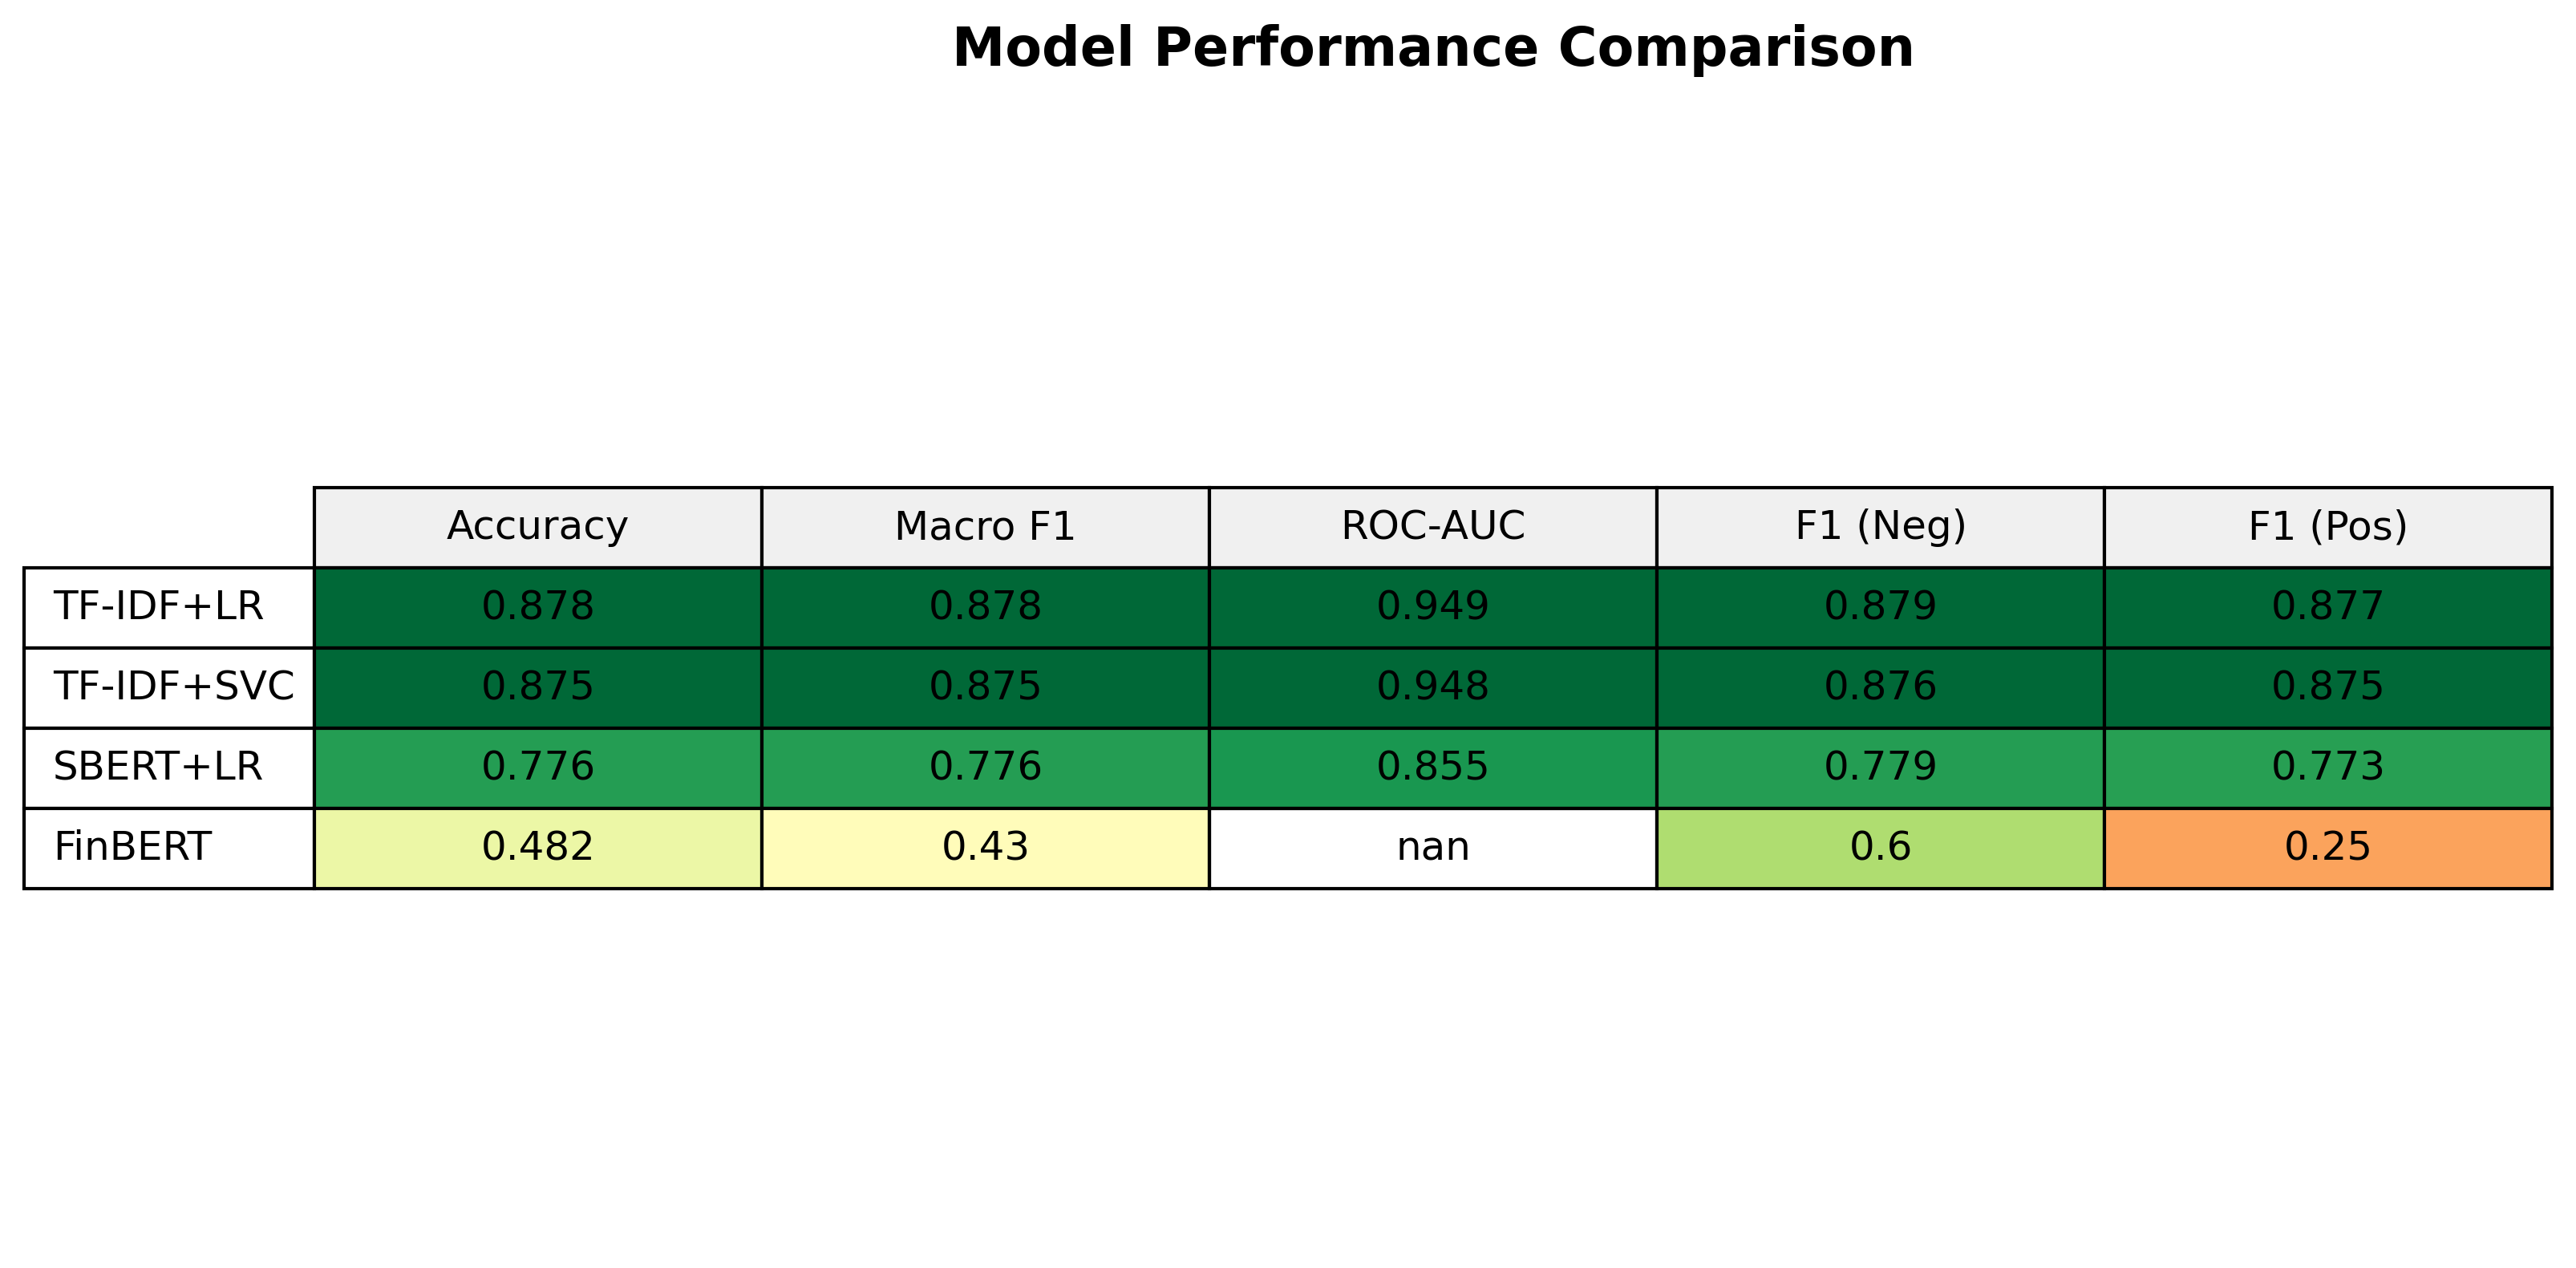 Model Performance Comparison
Accuracy Macro F1 ROC-AUC F1 (Neg) F1 (Pos)
TF-IDF+LR 0.878 0.878 0.949 0.879 0.877
TF-IDF+SVC 0.875 0.875 0.948 0.876 0.875
SBERT+LR 0.776 0.776 0.855 0.779 0.773
FinBERT 0.482 0.43 nan 0.6 0.25